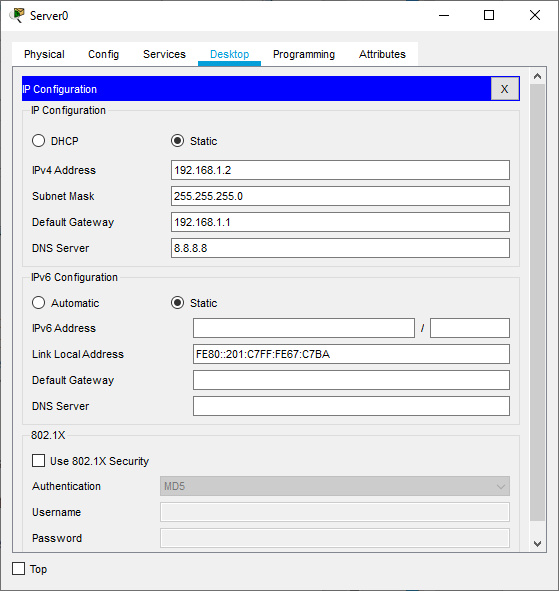 Server0
Physical Config Services Desktop Programming Attributes
IP Configuration X
IP Configuration
DHCP Static
IPv4 Address 192.168.1.2
Subnet Mask 255.255.255.0
Default Gateway 192.168.1.1
DNS Server 8.8.8.8
IPv6 Configuration
Automatic Static
IPv6 Address /
Link Local Address FE80::201:C7FF:FE67:C7BA
Default Gateway
DNS Server
802.1X
Use 802.1X Security
Authentication MD5
Username
Password
Top